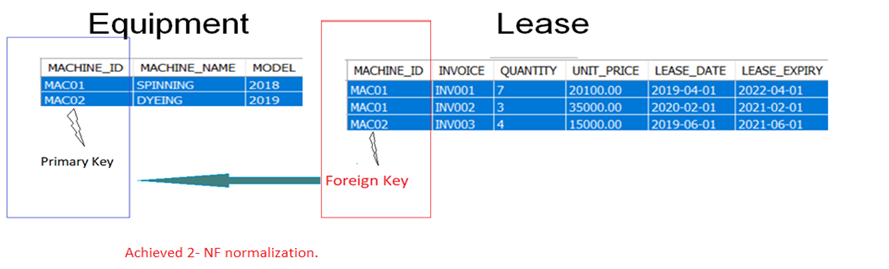 Equipment
MACHINE_ID MACHINE_NAME MODEL
MAC01 SPINNING 2018
MAC02 DYEING 2019
Primary Key
Lease
MACHINE_ID INVOICE QUANTITY UNIT_PRICE LEASE_DATE LEASE_EXPIRY
MAC01 INV001 7 20100.00 2019-04-01 2022-04-01
MAC01 INV002 3 35000.00 2020-02-01 2021-02-01
MAC02 INV003 4 15000.00 2019-06-01 2021-06-01
Foreign Key
Achieved 2- NF normalization.